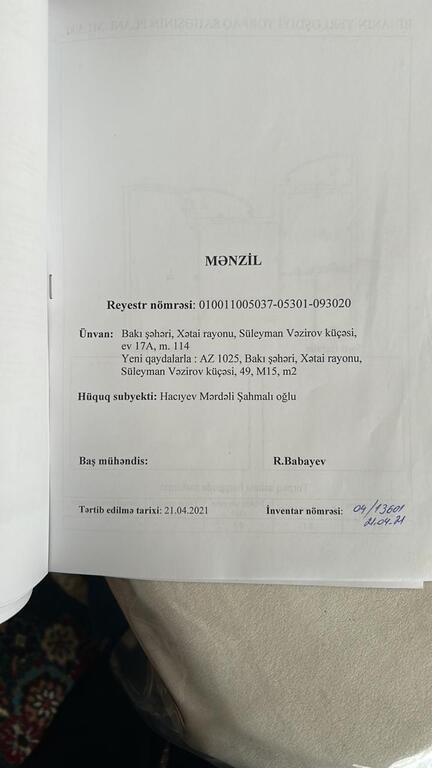 MƏNZİL
Reyestr nömrəsi: 010011005037-05301-093020
Ünvan: Bakı şəhəri, Xətai rayonu, Süleyman Vəzirov küçəsi,
ev 17A, m. 114
Yeni qaydalarla : AZ 1025, Bakı şəhəri, Xətai rayonu,
Süleyman Vəzirov küçəsi, 49, M15, m2
Hüquq subyekti: Hacıyev Mərdəli Şahmalı oğlu
Baş mühəndis: R.Babayev
Tərtib edilmə tarixi: 21.04.2021 İnventar nömrəsi: 04/13601
21.04.21